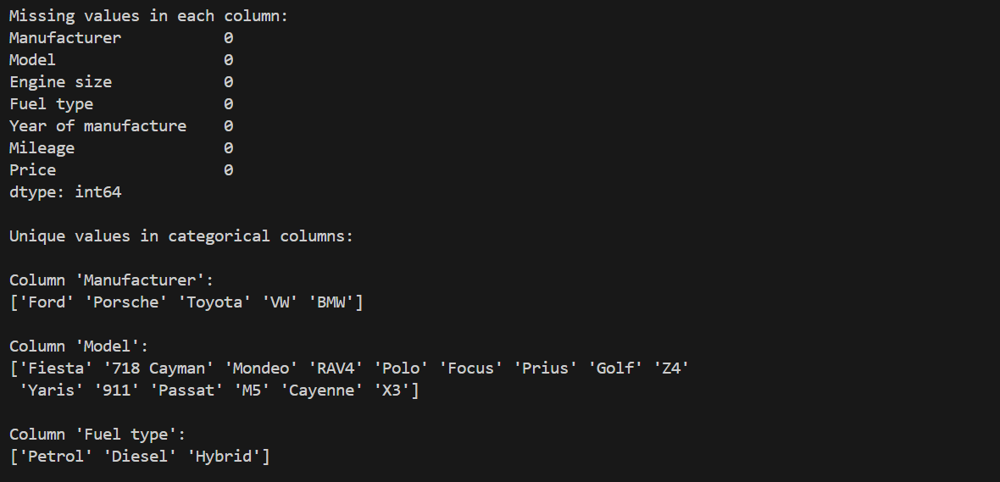 Missing values in each column:
Manufacturer           0
Model                  0
Engine size            0
Fuel type              0
Year of manufacture    0
Mileage                0
Price                  0
dtype: int64

Unique values in categorical columns:

Column 'Manufacturer':
['Ford' 'Porsche' 'Toyota' 'VW' 'BMW']

Column 'Model':
['Fiesta' '718 Cayman' 'Mondeo' 'RAV4' 'Polo' 'Focus' 'Prius' 'Golf' 'Z4'
 'Yaris' '911' 'Passat' 'M5' 'Cayenne' 'X3']

Column 'Fuel type':
['Petrol' 'Diesel' 'Hybrid']